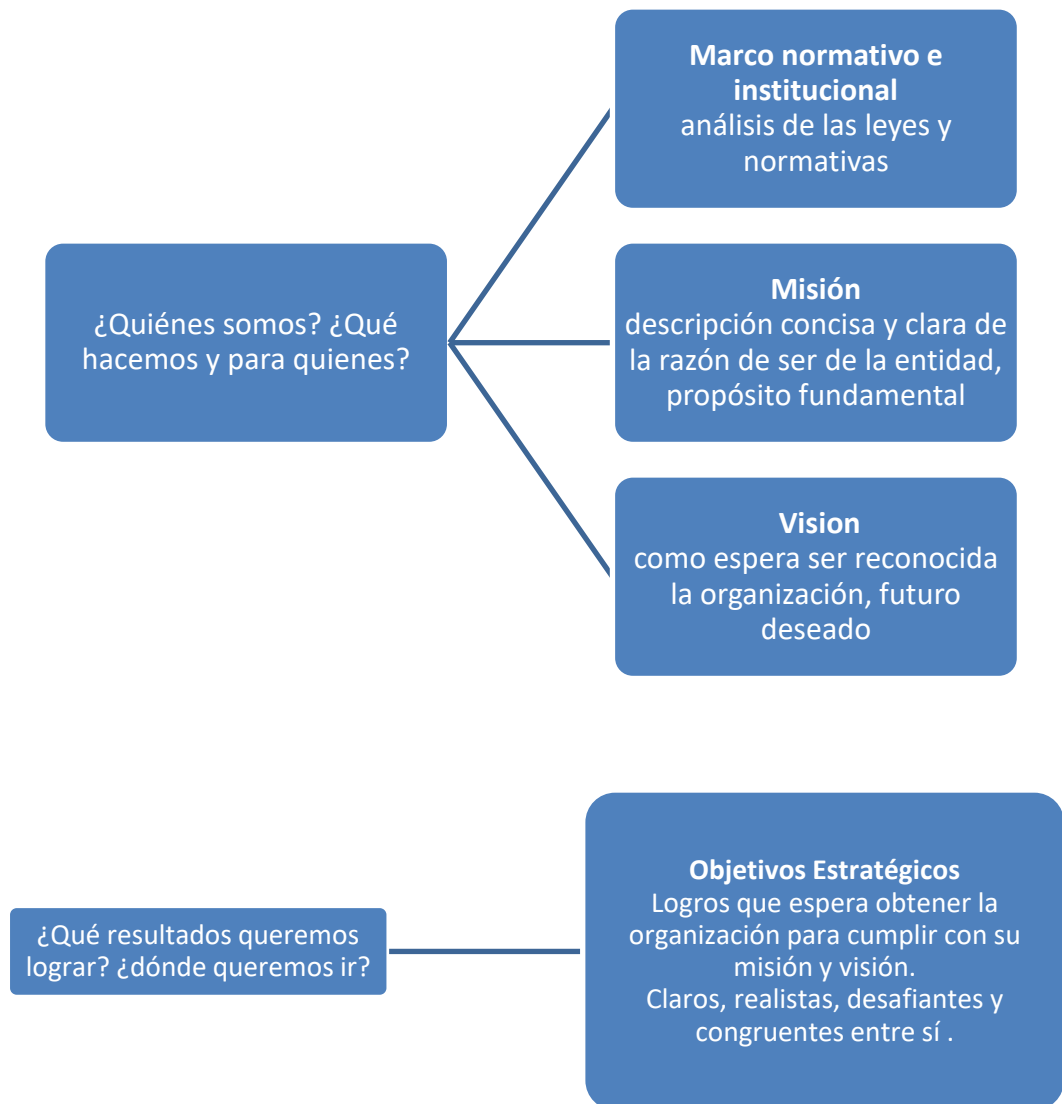 ¿Quiénes somos? ¿Qué
hacemos y para quienes?
Marco normativo e
institucional
análisis de las leyes y
normativas
Misión
descripción concisa y clara de
la razón de ser de la entidad,
propósito fundamental
Vision
como espera ser reconocida
la organización, futuro
deseado
¿Qué resultados queremos
lograr? ¿dónde queremos ir?
Objetivos Estratégicos
Logros que espera obtener la
organización para cumplir con su
misión y visión.
Claros, realistas, desafiantes y
congruentes entre sí .